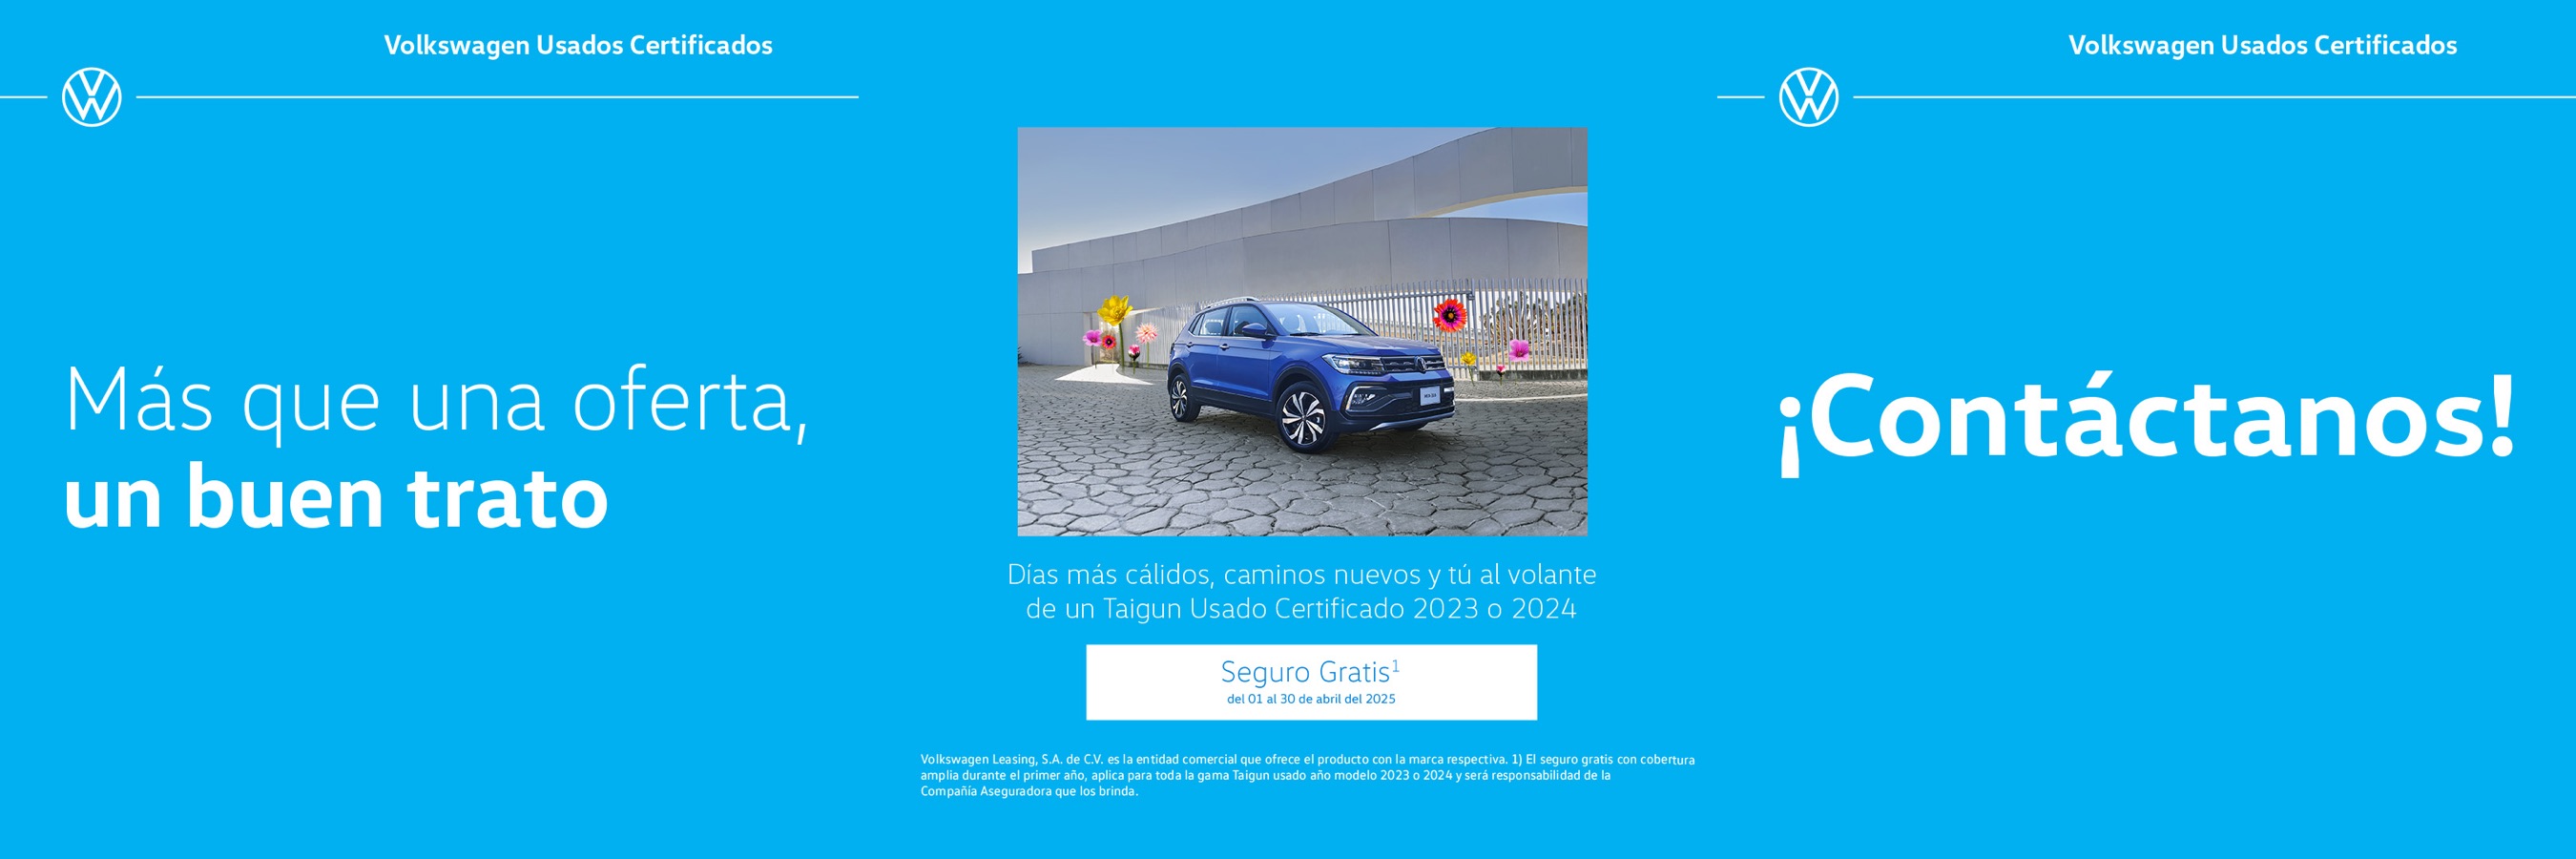 Volkswagen Usados Certificados
Más que una oferta,
un buen trato
Días más cálidos, caminos nuevos y tú al volante
de un Taigun Usado Certificado 2023 o 2024
Seguro Gratis¹
del 01 al 30 de abril del 2025
Volkswagen Leasing, S.A. de C.V. es la entidad comercial que ofrece el producto con la marca respectiva. 1) El seguro gratis con cobertura
amplia durante el primer año, aplica para toda la gama Taigun usado año modelo 2023 o 2024 y será responsabilidad de la
Compañía Aseguradora que los brinda.
Volkswagen Usados Certificados
¡Contáctanos!